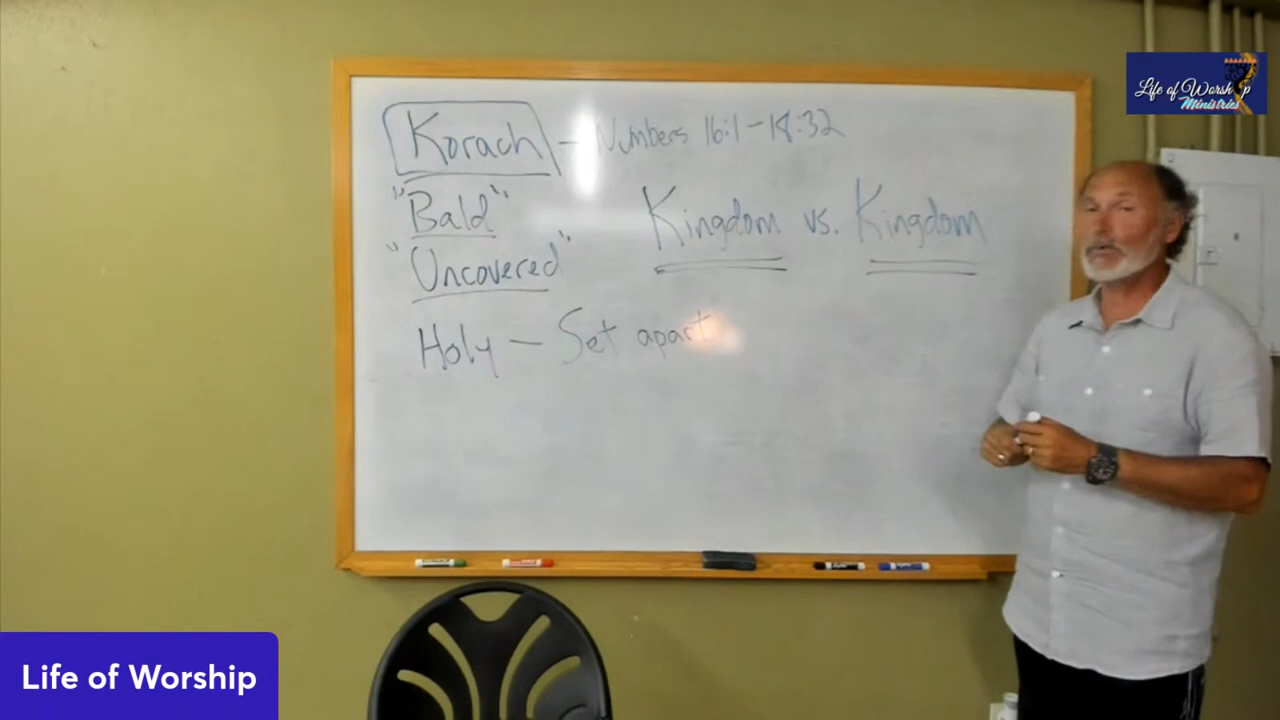 Life of Worship
Ministries
Korach – Numbers 16:1–18:32
"Bald"
Kingdom vs. Kingdom
"Uncovered"
Holy – Set apart
Life of Worship